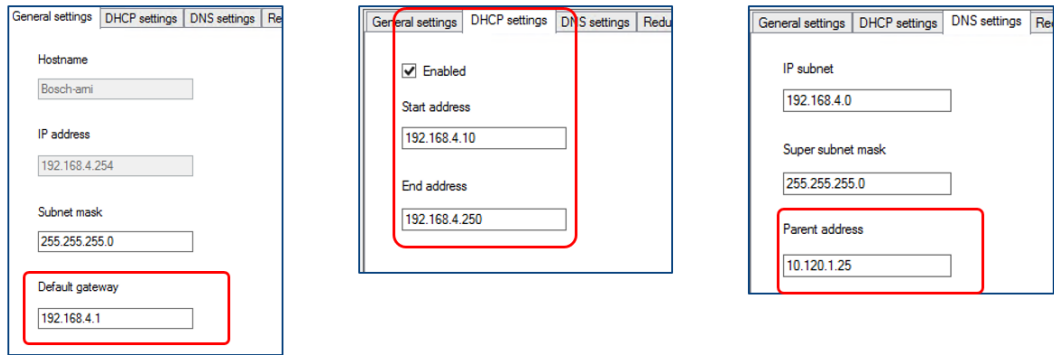 General settings DHCP settings DNS settings Re
Hostname
Bosch-ami
IP address
192.168.4.254
Subnet mask
255.255.255.0
Default gateway
192.168.4.1
General settings DHCP settings DNS settings Redu
Enabled
Start address
192.168.4.10
End address
192.168.4.250
General settings DHCP settings DNS settings Re
IP subnet
192.168.4.0
Super subnet mask
255.255.255.0
Parent address
10.120.1.25